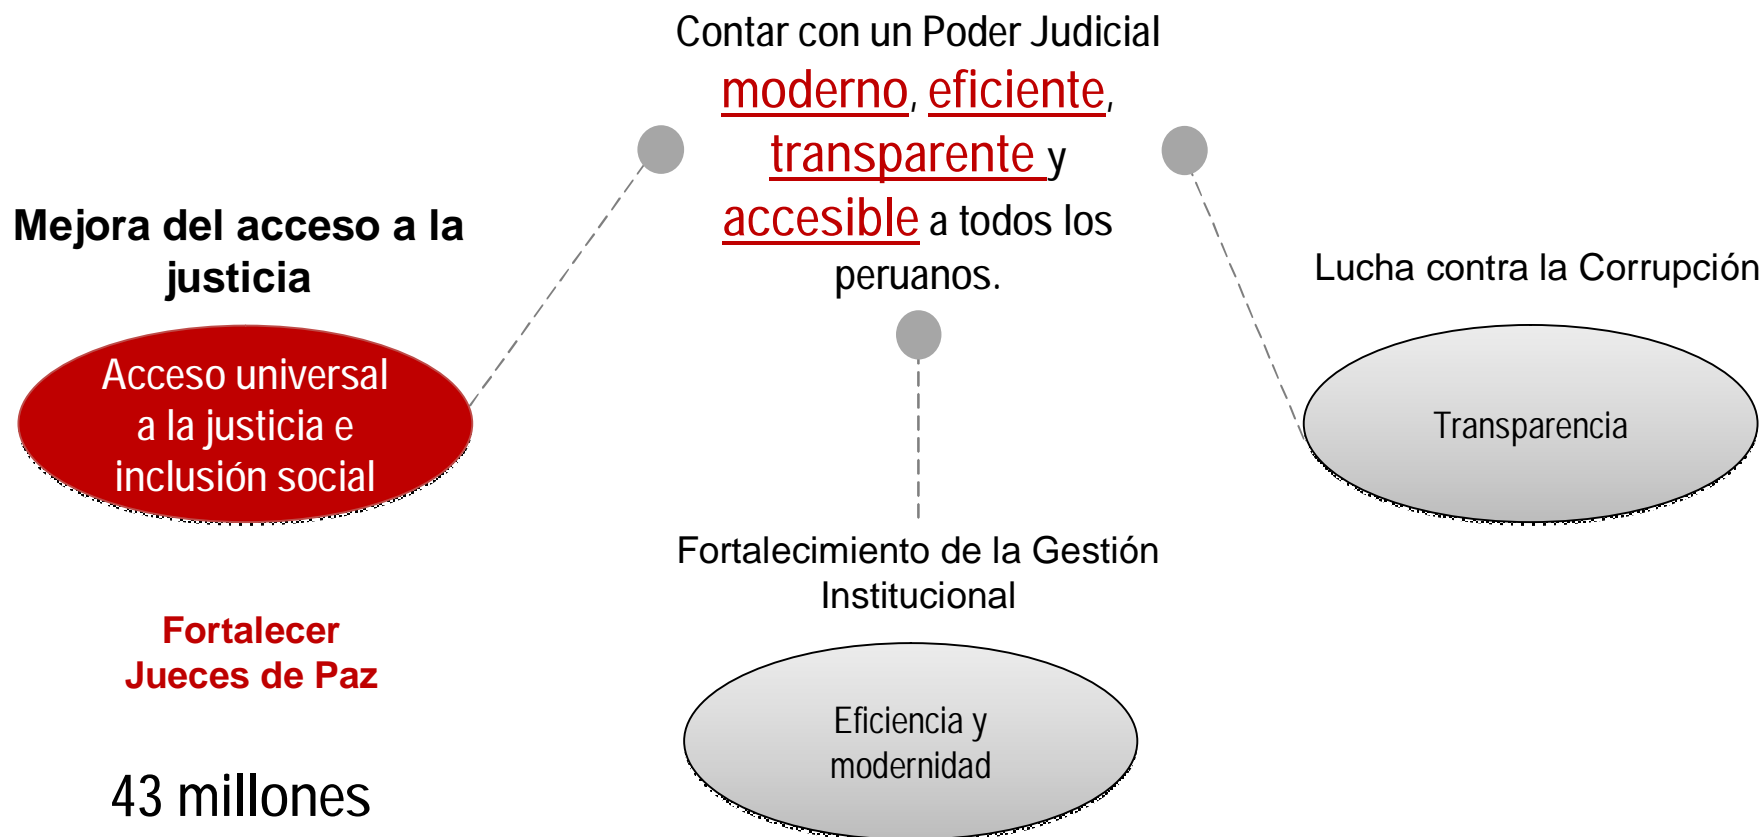 Contar con un Poder Judicial
moderno, eficiente,
transparente y
accesible a todos los
peruanos.
Mejora del acceso a la
justicia
Acceso universal
a la justicia e
inclusión social
Fortalecer
Jueces de Paz
43 millones
Fortalecimiento de la Gestión
Institucional
Eficiencia y
modernidad
Lucha contra la Corrupción
Transparencia